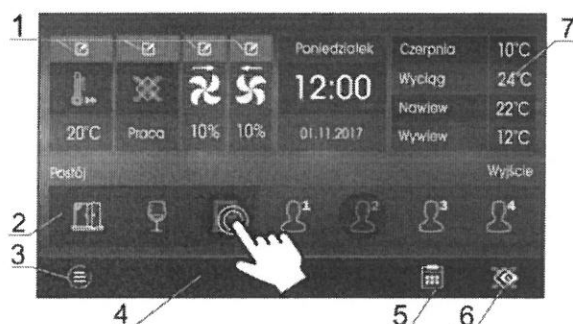 1
Poniedziałek
Czerpnia 10°C
7
12:00
Wyciąg 24°C
Nawiew 22°C
20°C Praca 10% 10%
01.11.2017
Wywiew 12°C
Postój
Wyjście
2
1 2 3 4
3
4
5
6